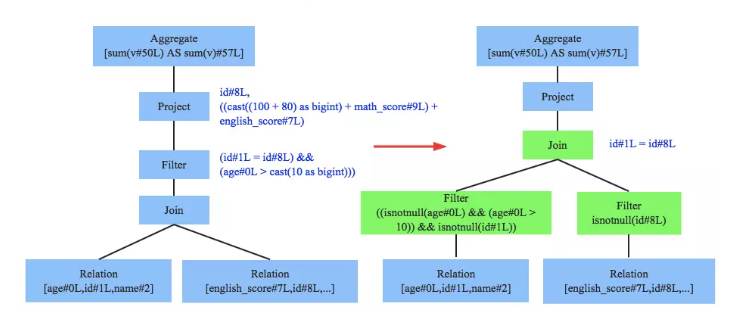 Aggregate
[sum(v#50L) AS sum(v)#57L]
Project
id#8L,
((cast((100 + 80) as bigint) + math_score#9L) +
english_score#7L)
Filter
(id#1L = id#8L) &&
(age#0L > cast(10 as bigint)))
Join
Relation
[age#0L,id#1L,name#2]
Relation
[english_score#7L,id#8L,...]
Aggregate
[sum(v#50L) AS sum(v)#57L]
Project
Join
id#1L = id#8L
Filter
((isnotnull(age#0L) && (age#0L >
10)) && isnotnull(id#1L))
Filter
isnotnull(id#8L)
Relation
[age#0L,id#1L,name#2]
Relation
[english_score#7L,id#8L,...]